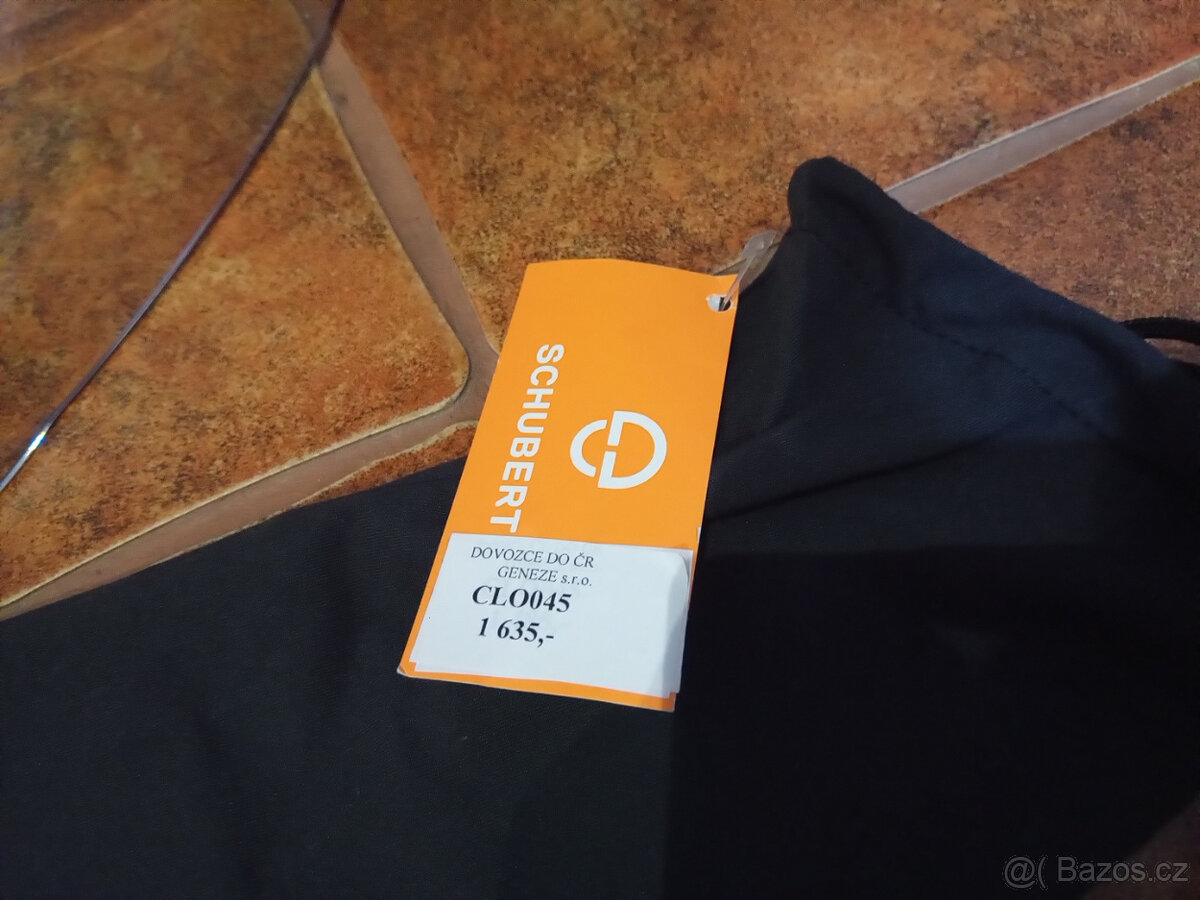 SCHUBERT
DOVOZCE DO ČR
GENEZE s.r.o.
CLO045
1 635,-
@( Bazos.cz